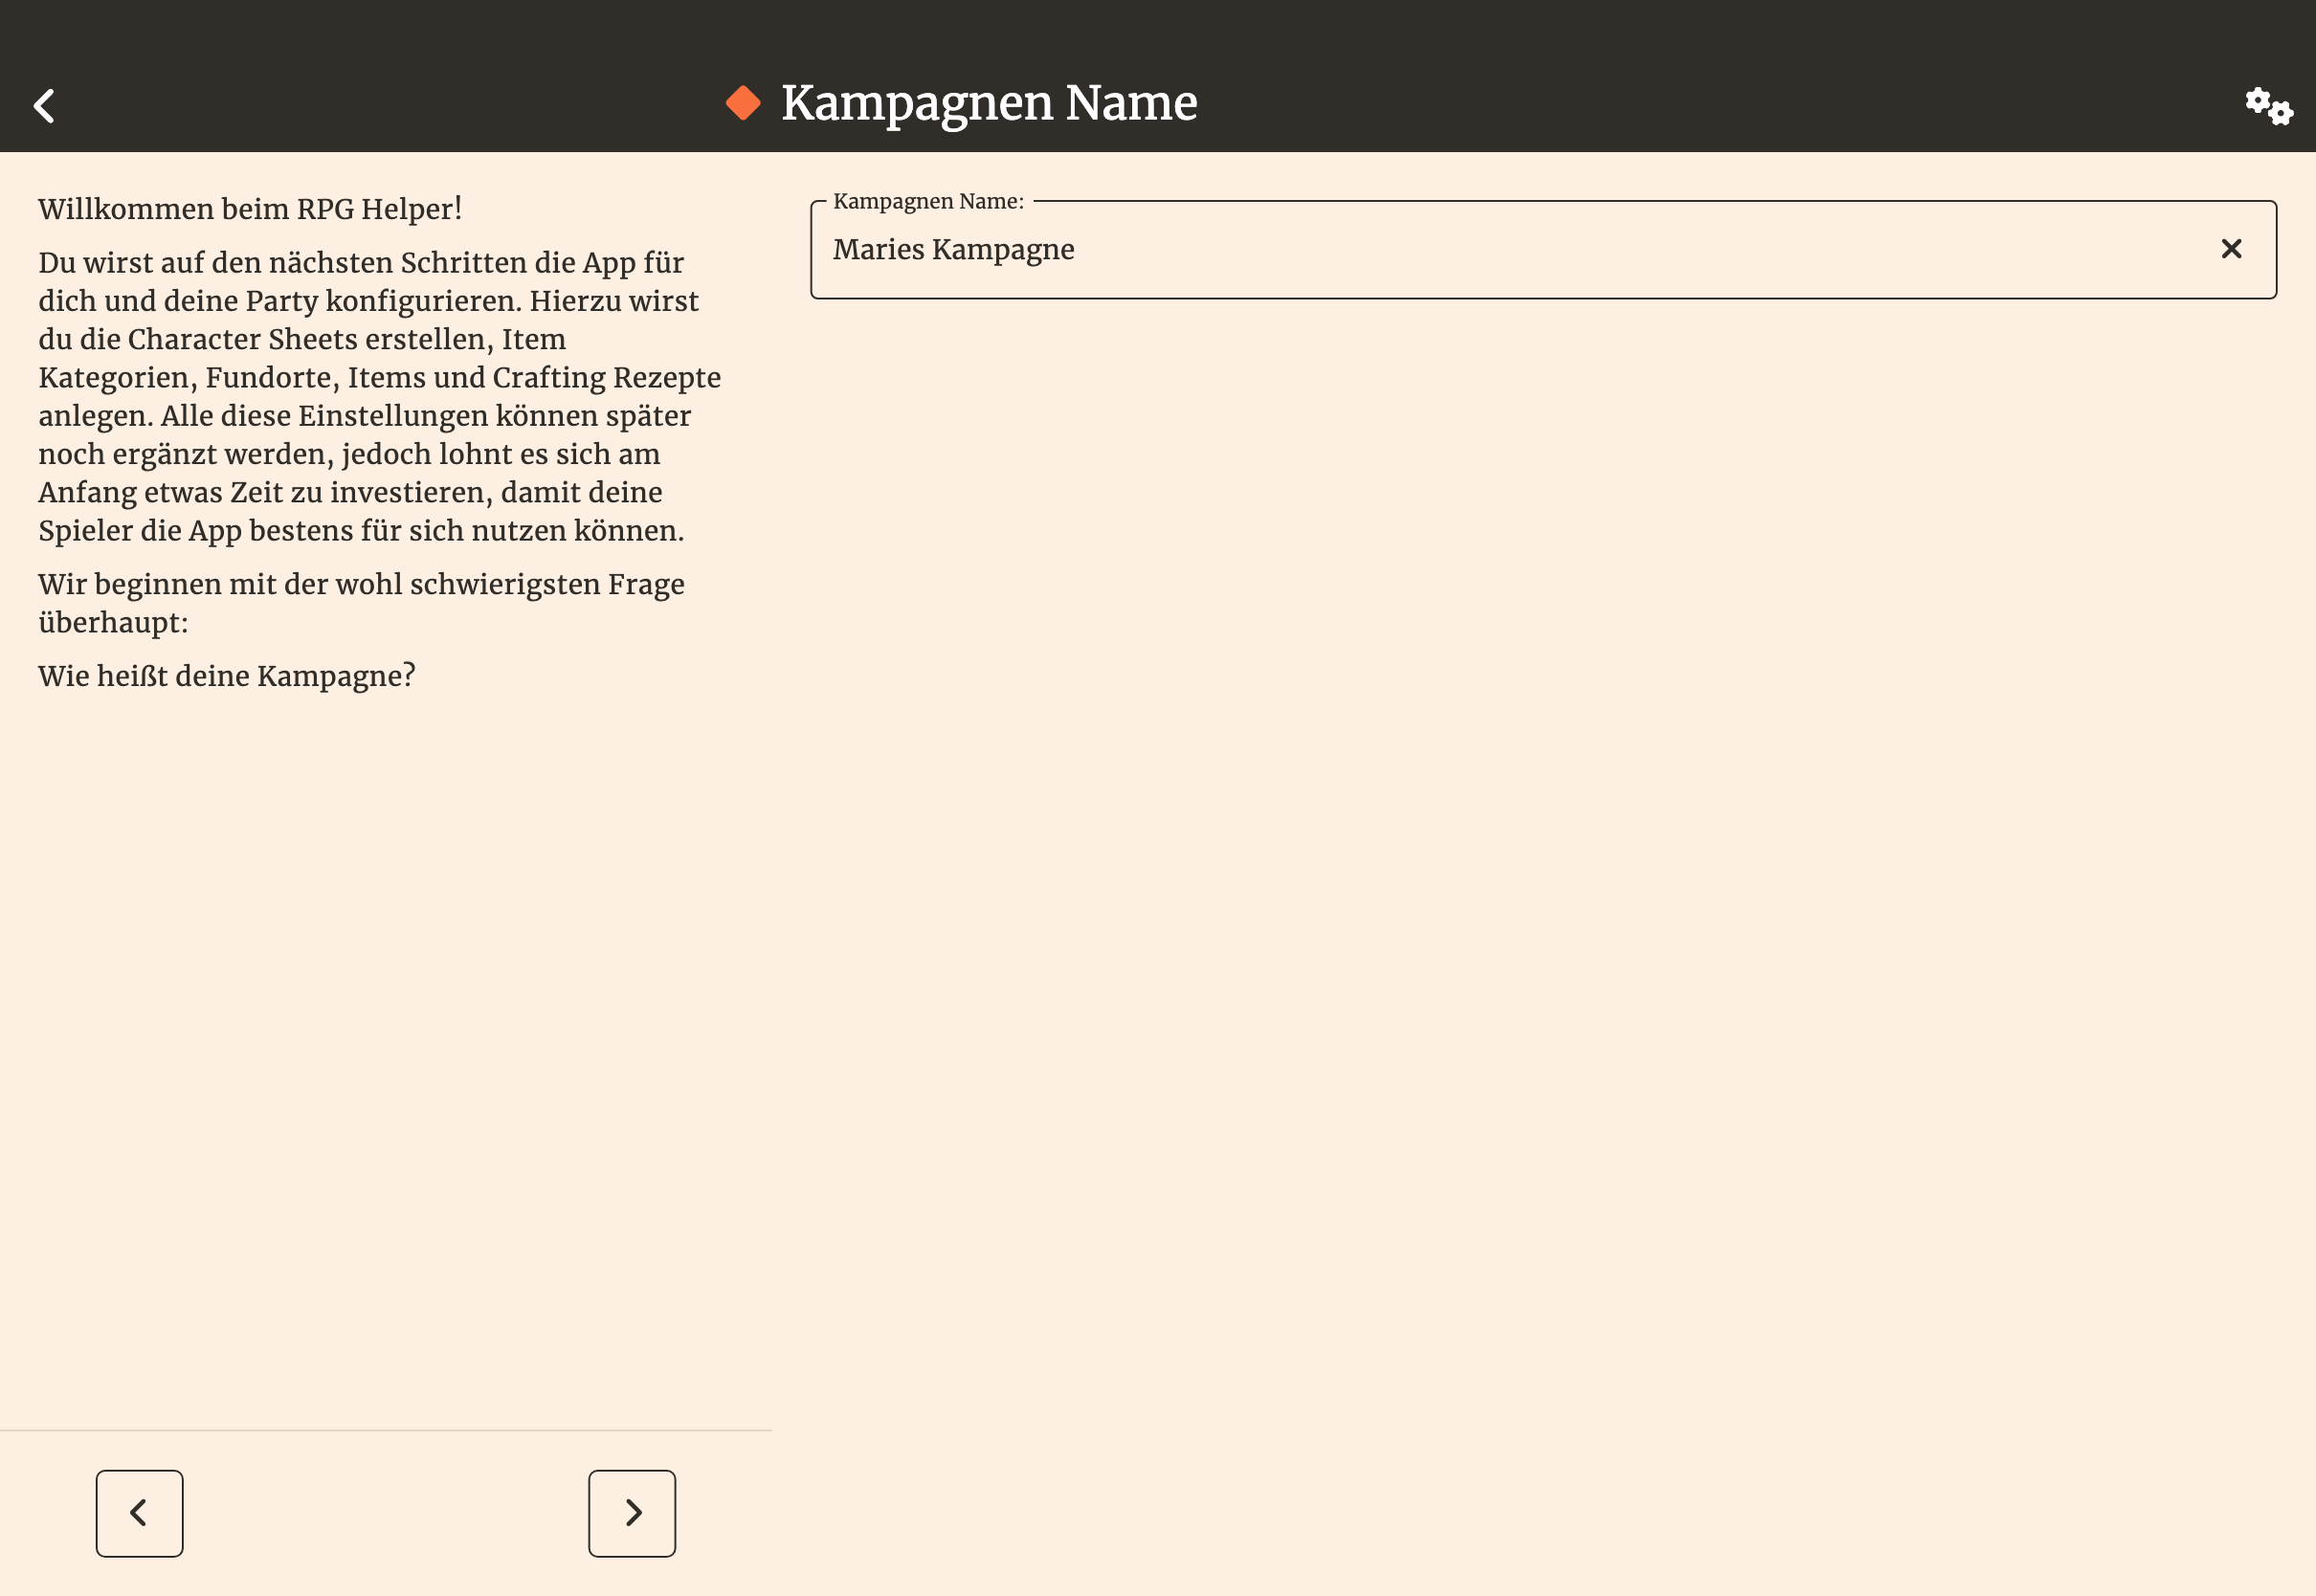 Kampagnen Name
Willkommen beim RPG Helper!
Du wirst auf den nächsten Schritten die App für
dich und deine Party konfigurieren. Hierzu wirst
du die Character Sheets erstellen, Item
Kategorien, Fundorte, Items und Crafting Rezepte
anlegen. Alle diese Einstellungen können später
noch ergänzt werden, jedoch lohnt es sich am
Anfang etwas Zeit zu investieren, damit deine
Spieler die App bestens für sich nutzen können.
Wir beginnen mit der wohl schwierigsten Frage
überhaupt:
Wie heißt deine Kampagne?
Kampagnen Name:
Maries Kampagne